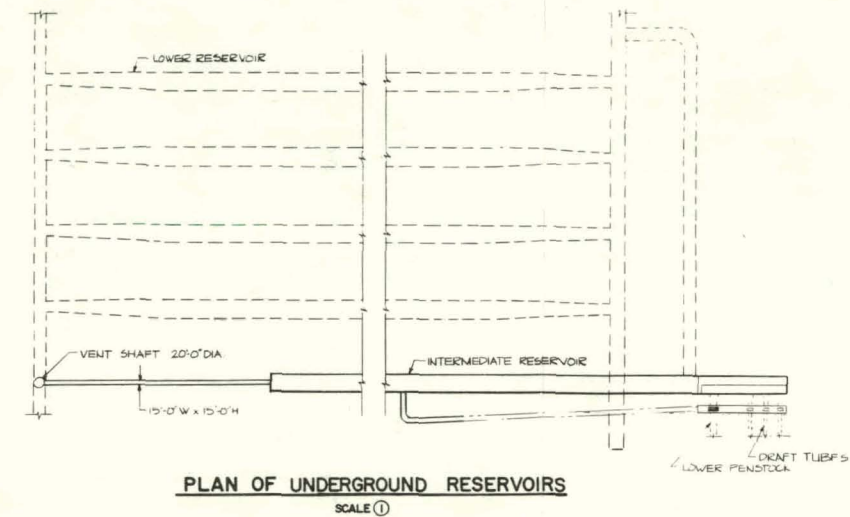 LOWER RESERVOIR
VENT SHAFT 20'-0" DIA
INTERMEDIATE RESERVOIR
15'-0" W x 15'-0" H
DRAFT TUBES
LOWER PENSTOCK
PLAN OF UNDERGROUND RESERVOIRS
SCALE 1